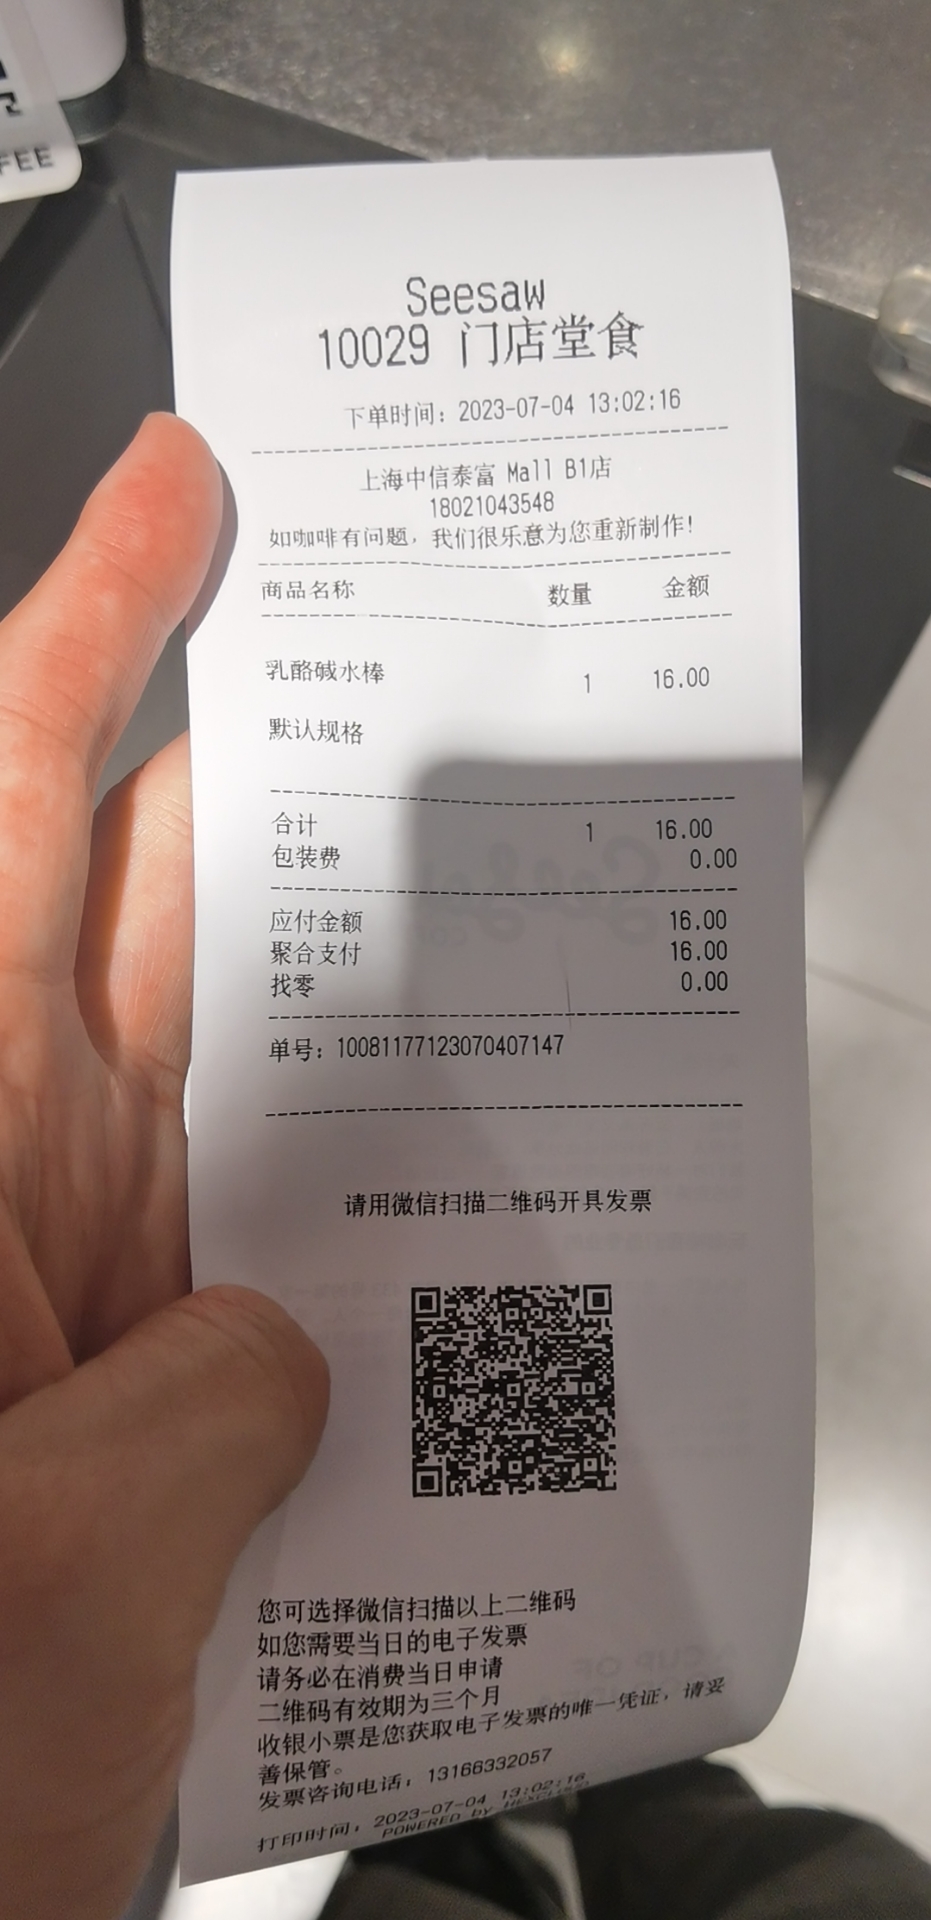 FEE
Seesaw
10029 门店堂食
下单时间：2023-07-04 13:02:16
上海中信泰富 Mall B1店
18021043548
如咖啡有问题，我们很乐意为您重新制作！
商品名称 数量 金额
乳酪碱水棒 1 16.00
默认规格
合计 1 16.00
包装费 0.00
应付金额 16.00
聚合支付 16.00
找零 0.00
单号：10081177123070407147
请用微信扫描二维码开具发票
您可选择微信扫描以上二维码
如您需要当日的电子发票
请务必在消费当日申请
二维码有效期为三个月
收银小票是您获取电子发票的唯一凭证，请妥
善保管。
发票咨询电话：13166332057
打印时间：2023-07-04 13:02:16
POWERED by HEXCLOUD